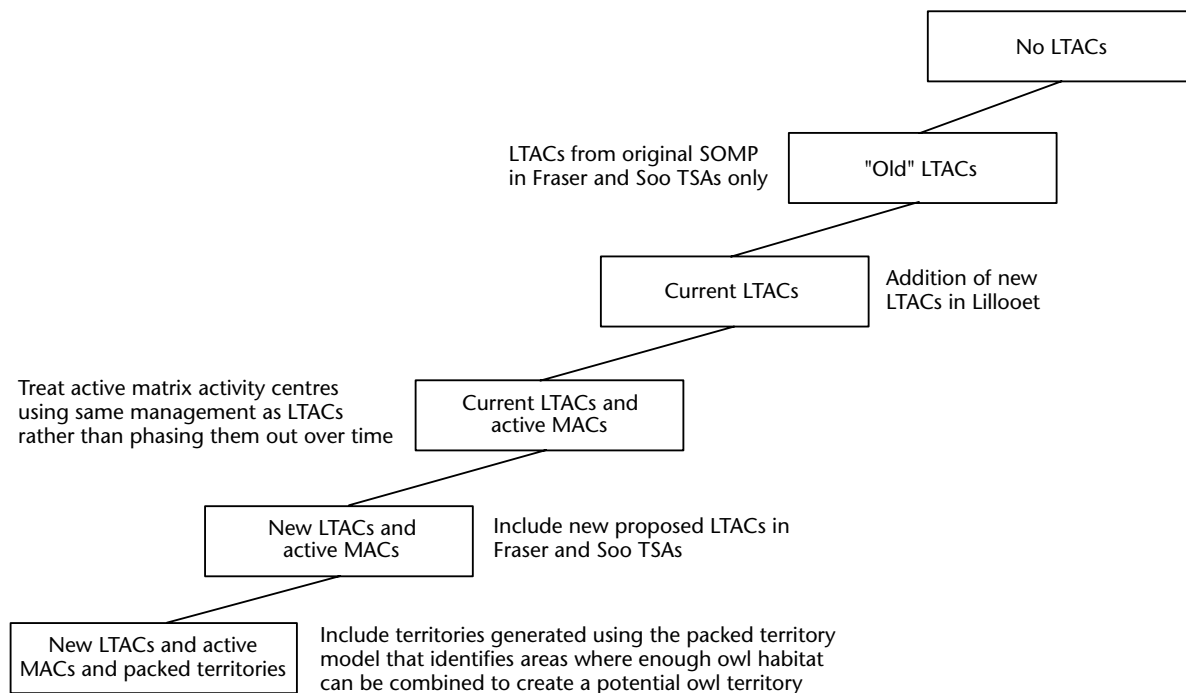 No LTACs
LTACs from original SOMP
in Fraser and Soo TSAs only
"Old" LTACs
Current LTACs
Addition of new
LTACs in Lillooet
Treat active matrix activity centres
using same management as LTACs
rather than phasing them out over time
Current LTACs and
active MACs
New LTACs and
active MACs
Include new proposed LTACs in
Fraser and Soo TSAs
New LTACs and active
MACs and packed territories
Include territories generated using the packed territory
model that identifies areas where enough owl habitat
can be combined to create a potential owl territory